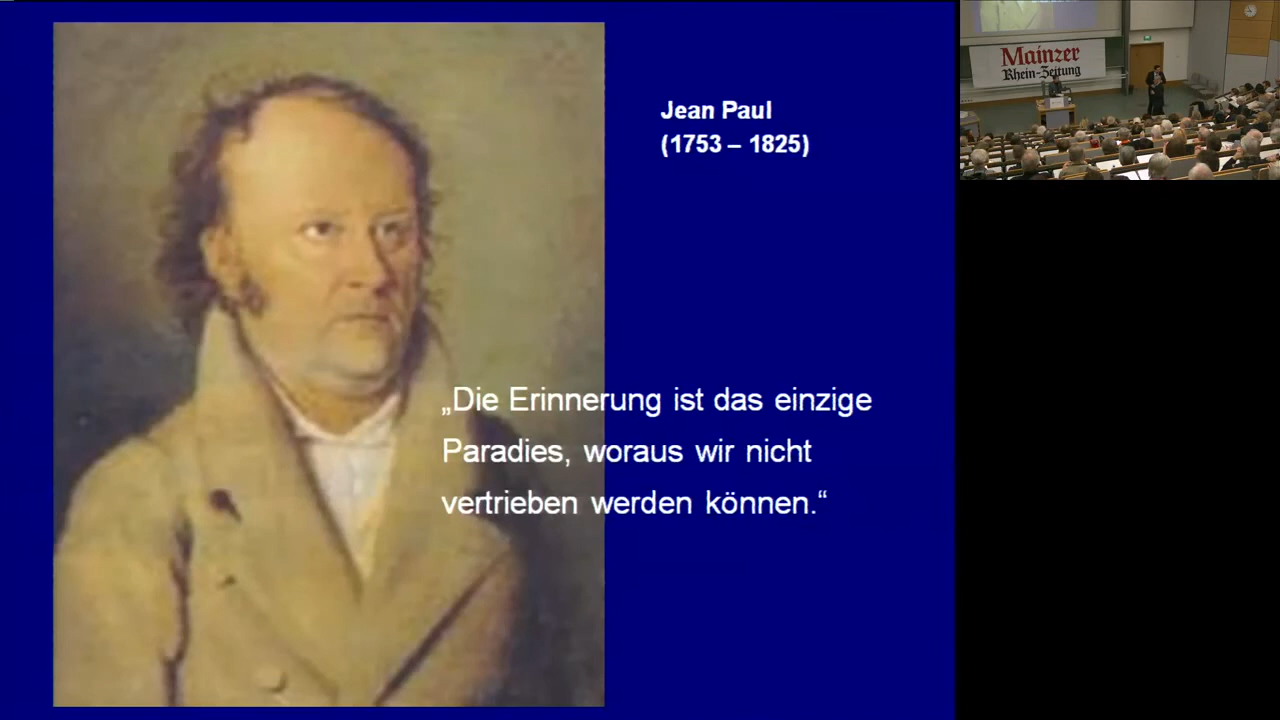 Jean Paul
(1753 – 1825)
„Die Erinnerung ist das einzige
Paradies, woraus wir nicht
vertrieben werden können.“
Mainzer
Rhein-Zeitung